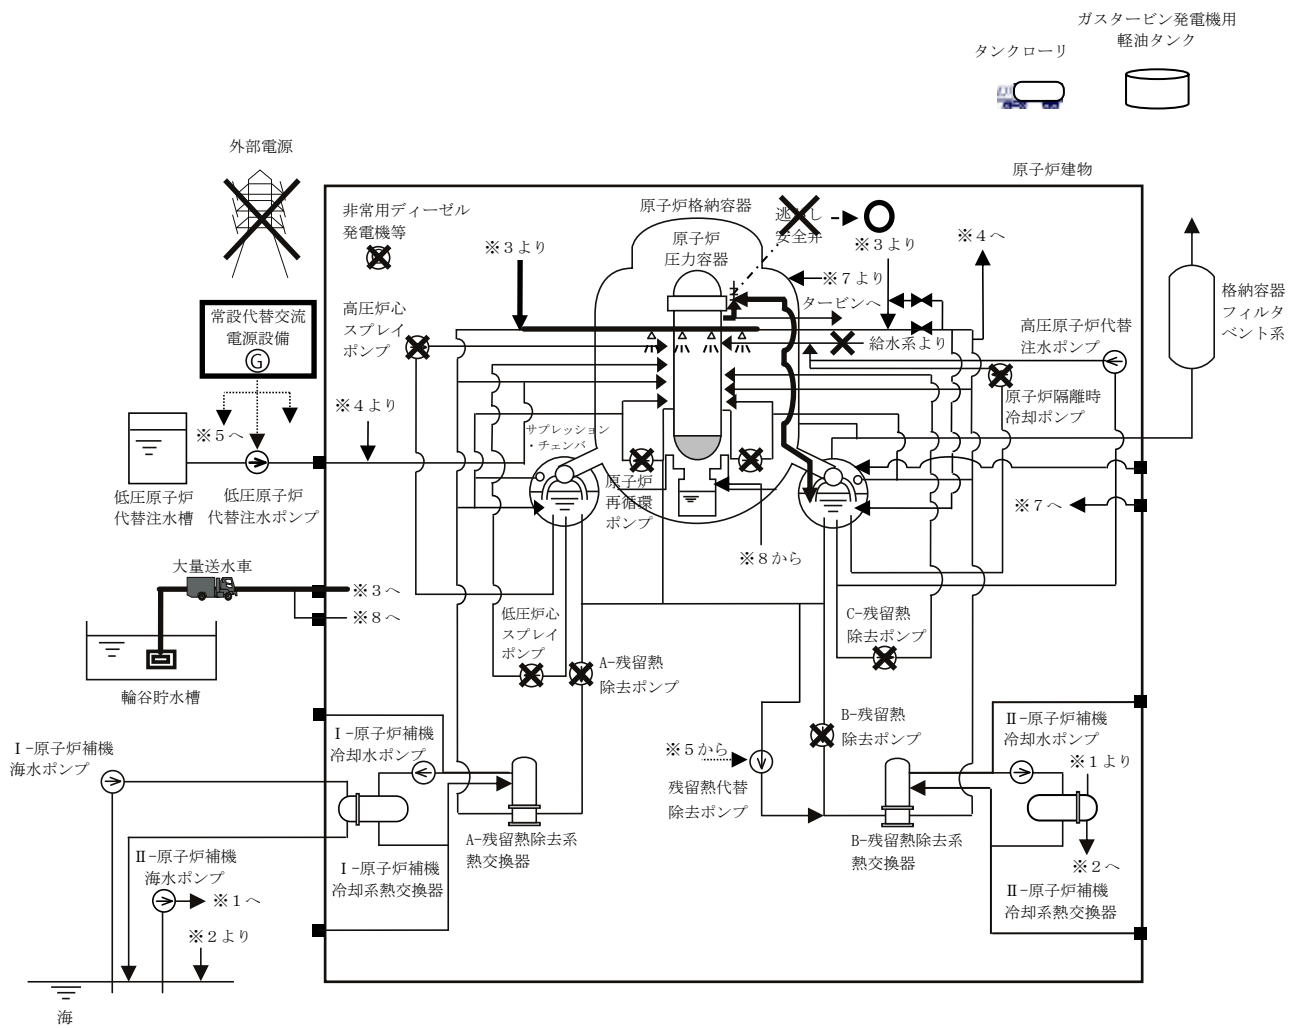 ガスタービン発電機用
軽油タンク
タンクローリ
外部電源
原子炉建物
非常用ディーゼル
発電機等
原子炉格納容器
原子炉
圧力容器
逃がし
安全弁
※3より
※3より
※4へ
※7より
タービンへ
常設代替交流
電源設備
G
高圧炉心
スプレイ
ポンプ
給水系より
高圧原子炉代替
注水ポンプ
格納容器
フィルタ
ベント系
原子炉隔離時
冷却ポンプ
※4より
※5へ
サプレッション
・チェンバ
低圧原子炉
代替注水槽
低圧原子炉
代替注水ポンプ
原子炉
再循環
ポンプ
※7へ
※8から
大量送水車
※3へ
※8へ
輪谷貯水槽
低圧炉心
スプレイ
ポンプ
A-残留熱
除去ポンプ
C-残留熱
除去ポンプ
B-残留熱
除去ポンプ
※5から
残留熱代替
除去ポンプ
Ⅰ-原子炉補機
海水ポンプ
Ⅰ-原子炉補機
冷却水ポンプ
Ⅱ-原子炉補機
冷却水ポンプ
※1より
A-残留熱除去系
熱交換器
B-残留熱除去系
熱交換器
※2へ
Ⅱ-原子炉補機
海水ポンプ
※1へ
Ⅰ-原子炉補機
冷却系熱交換器
Ⅱ-原子炉補機
冷却系熱交換器
※2より
海